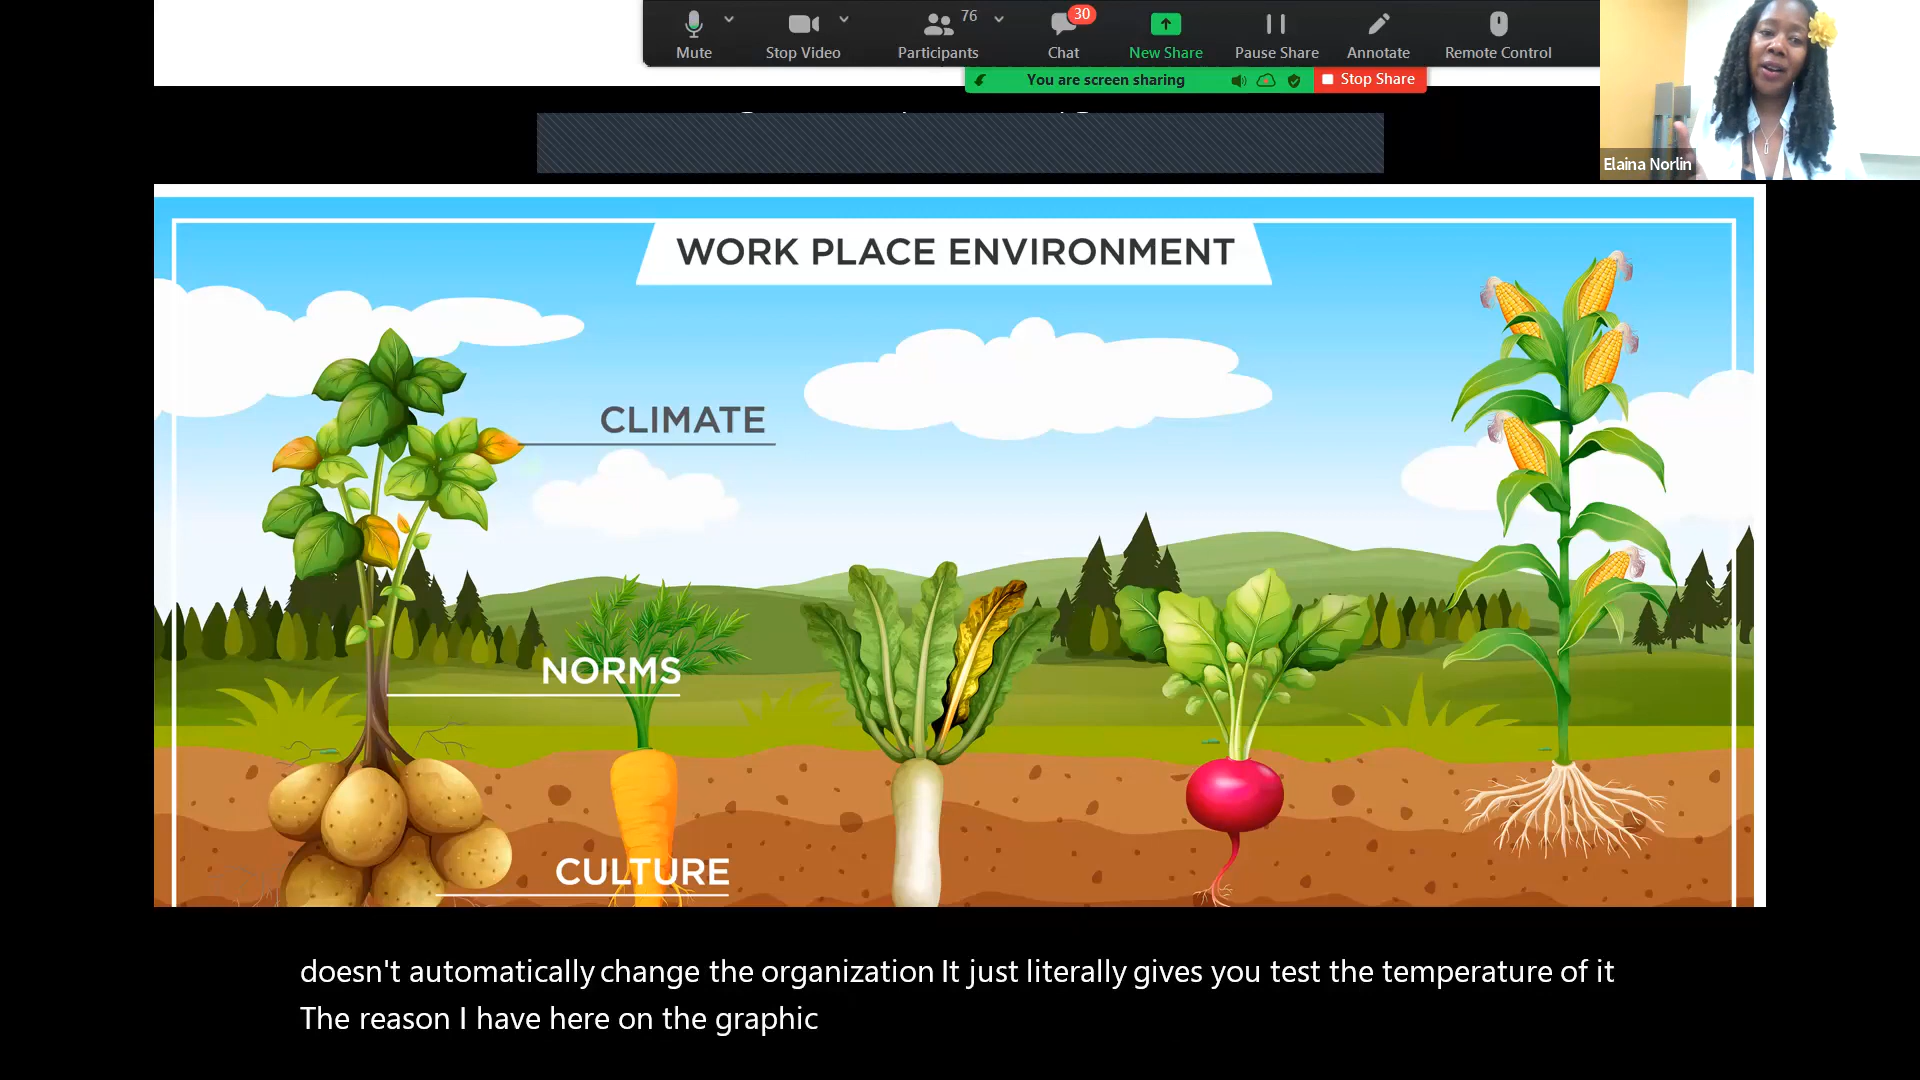 76
30
Mute
Stop Video
Participants
Chat
New Share
Pause Share
Annotate
Remote Control
You are screen sharing
Stop Share
Elaina Norlin
WORK PLACE ENVIRONMENT
CLIMATE
NORMS
CULTURE
doesn't automatically change the organization It just literally gives you test the temperature of it
The reason I have here on the graphic